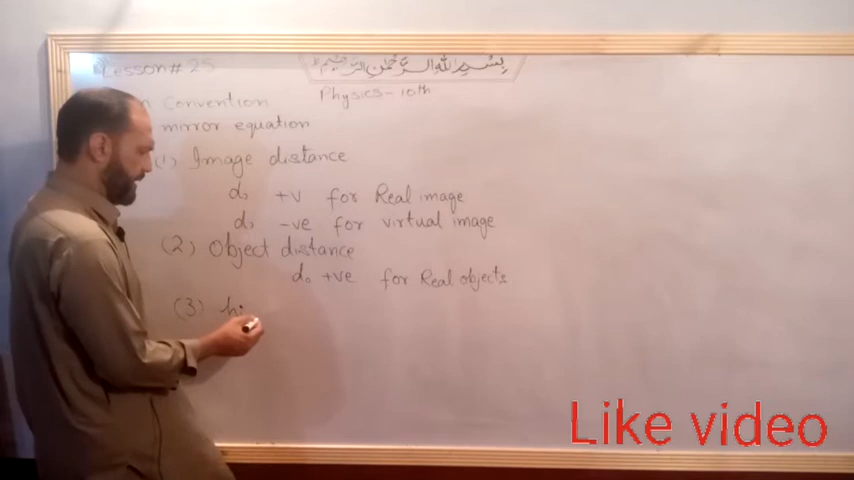 Lesson # 25
بسم الله الرحمن الرحيم
Physics - 10th
Convention
mirror equation
(1) Image distance
di +v for Real image
di -ve for virtual image
(2) Object distance
do +ve for Real objects
(3) hi
Like video